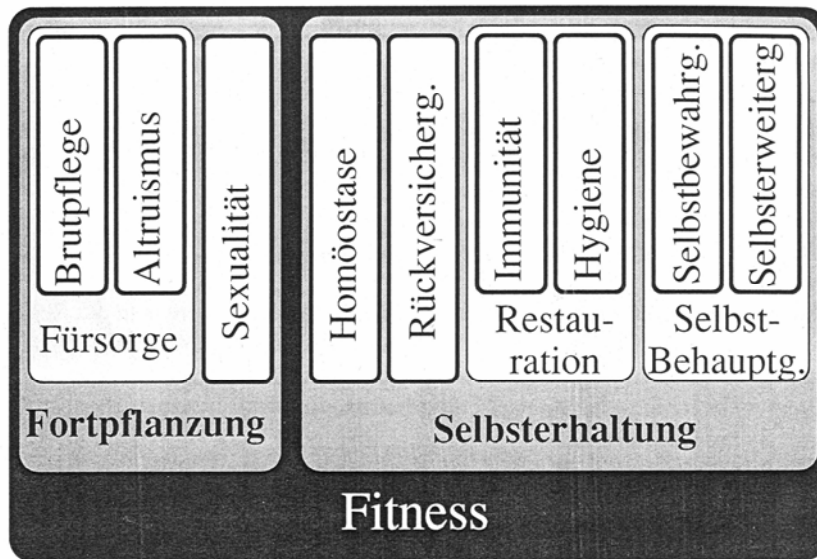 Brutpflege
Altruismus
Fürsorge
Sexualität
Fortpflanzung
Homöostase
Rückversicherg.
Immunität
Hygiene
Restau-
ration
Selbstbewahrg.
Selbsterweiterg
Selbst-
Behauptg.
Selbsterhaltung
Fitness